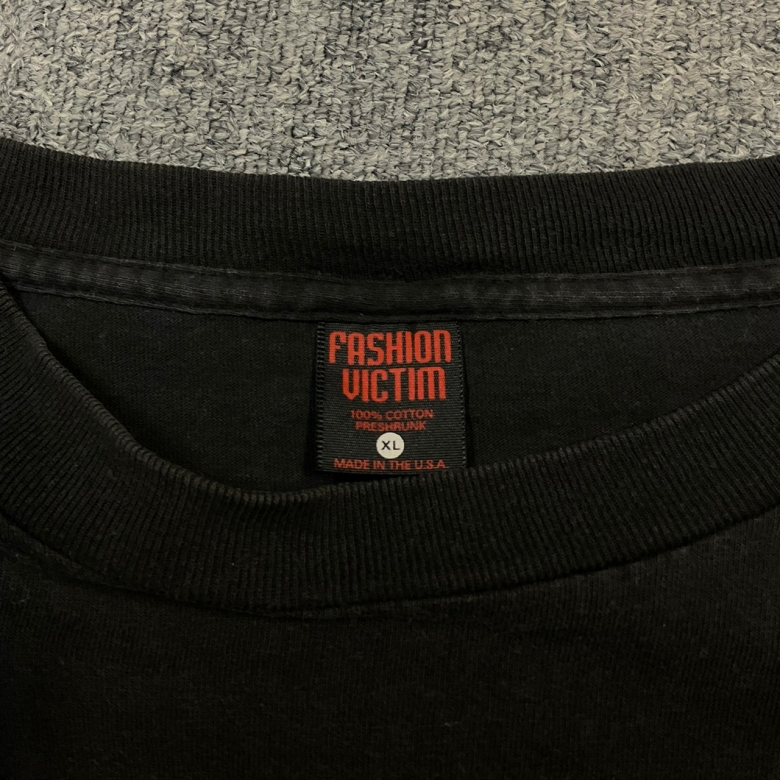 FASHION
VICTIM
100% COTTON
PRESHRUNK
XL
MADE IN THE U.S.A